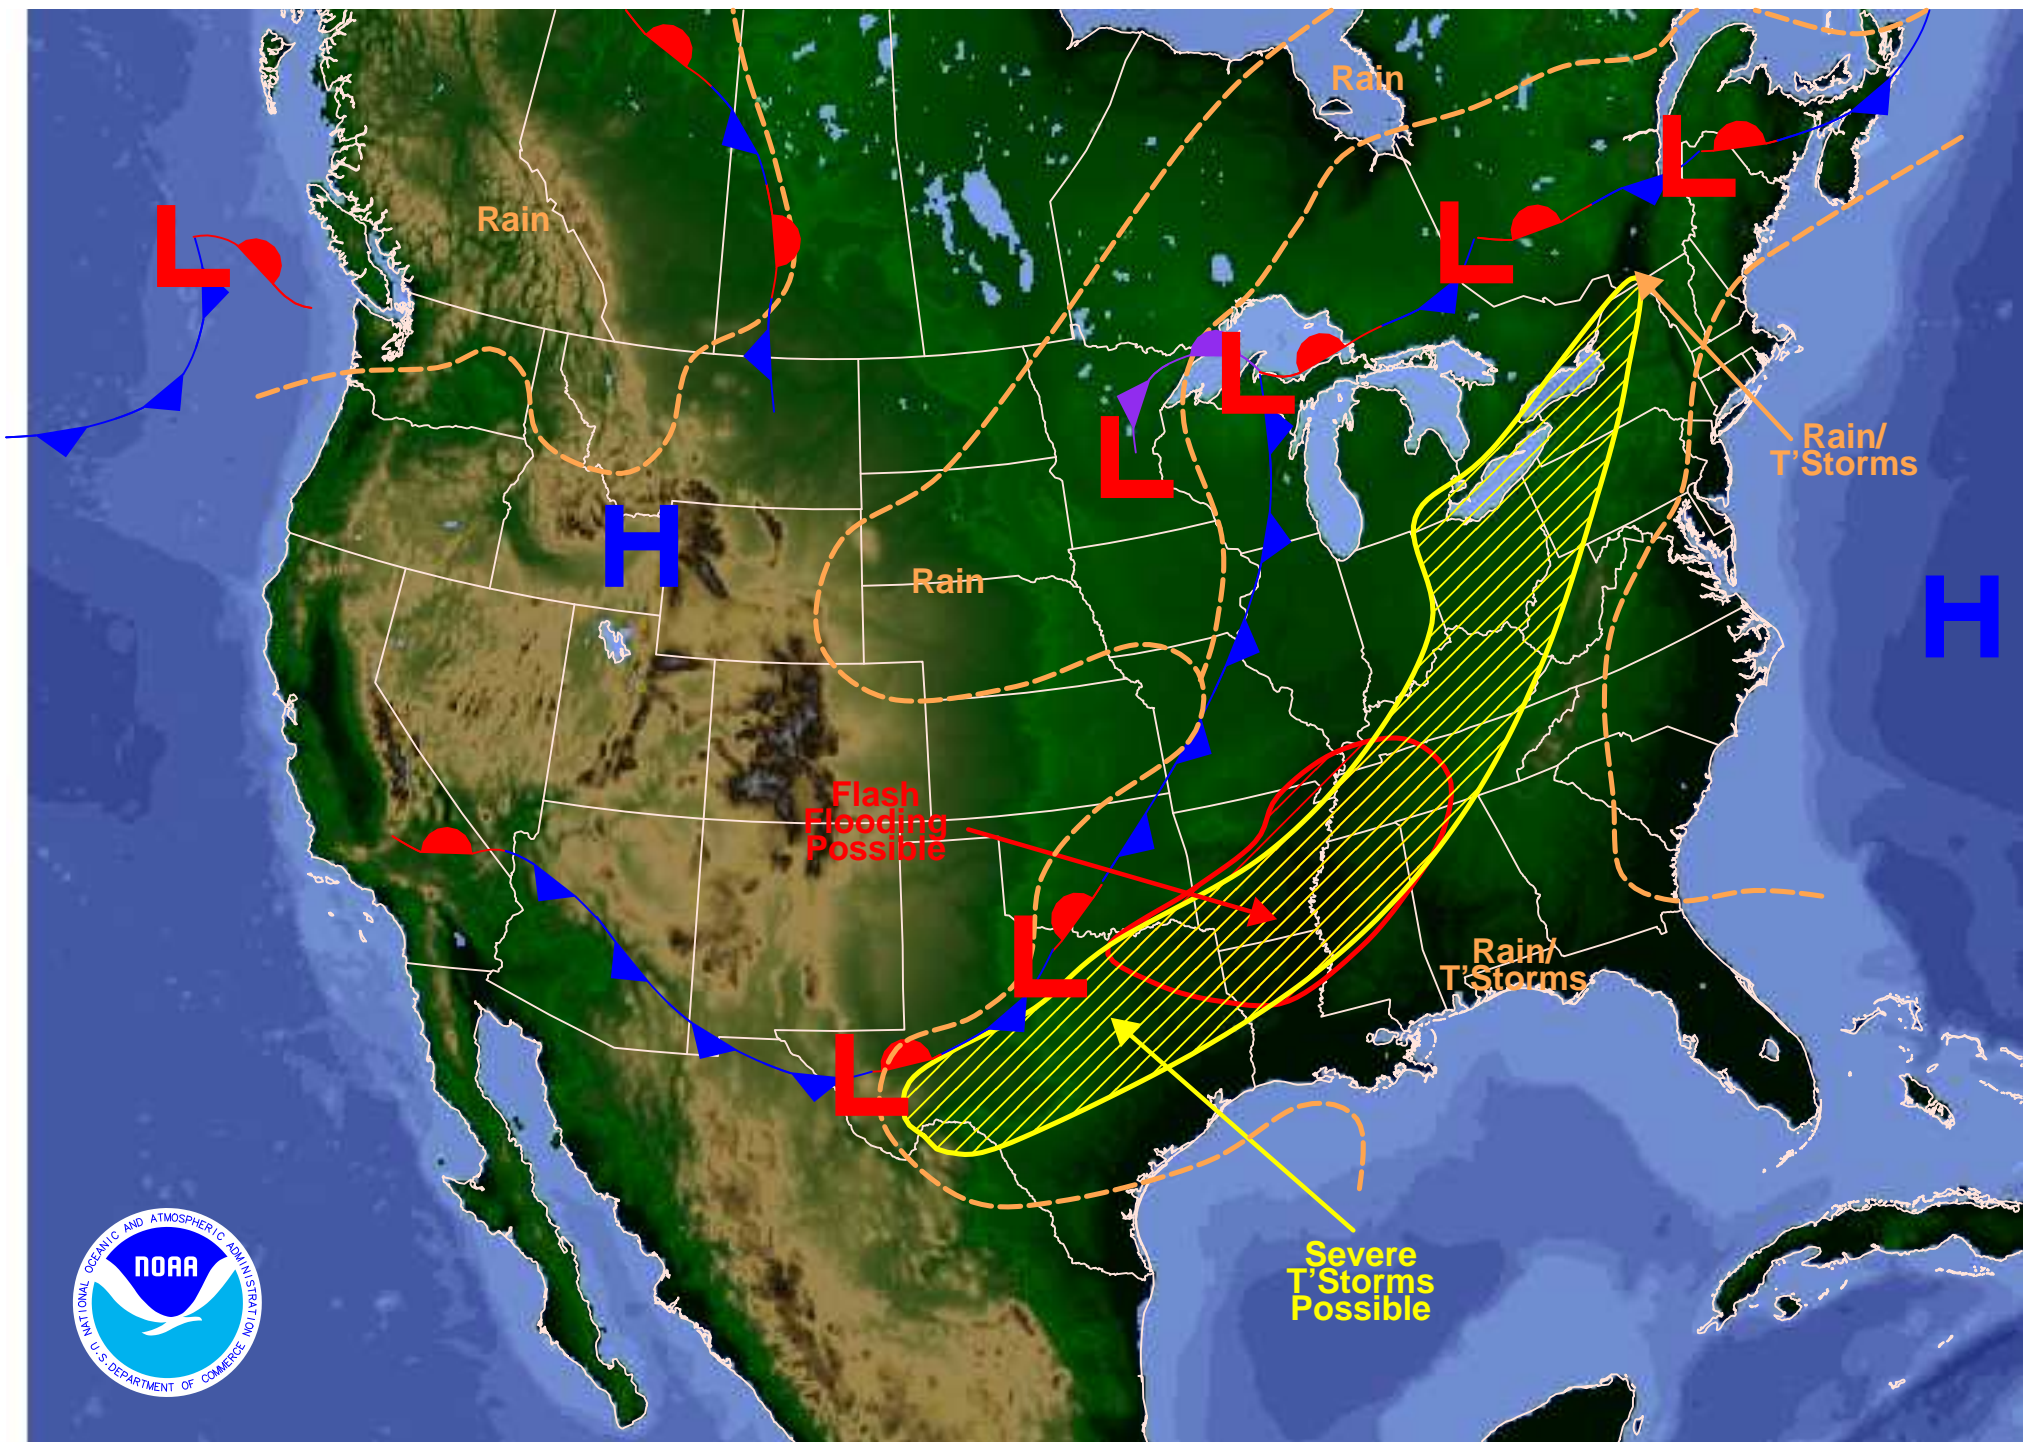 Rain
L
Rain
L
L
Rain/
T'Storms
L
L
H
Rain
H
Flash
Flooding
Possible
L
Rain/
T'Storms
L
Severe
T'Storms
Possible
NATIONAL OCEANIC AND ATMOSPHERIC ADMINISTRATION
NOAA
U.S. DEPARTMENT OF COMMERCE